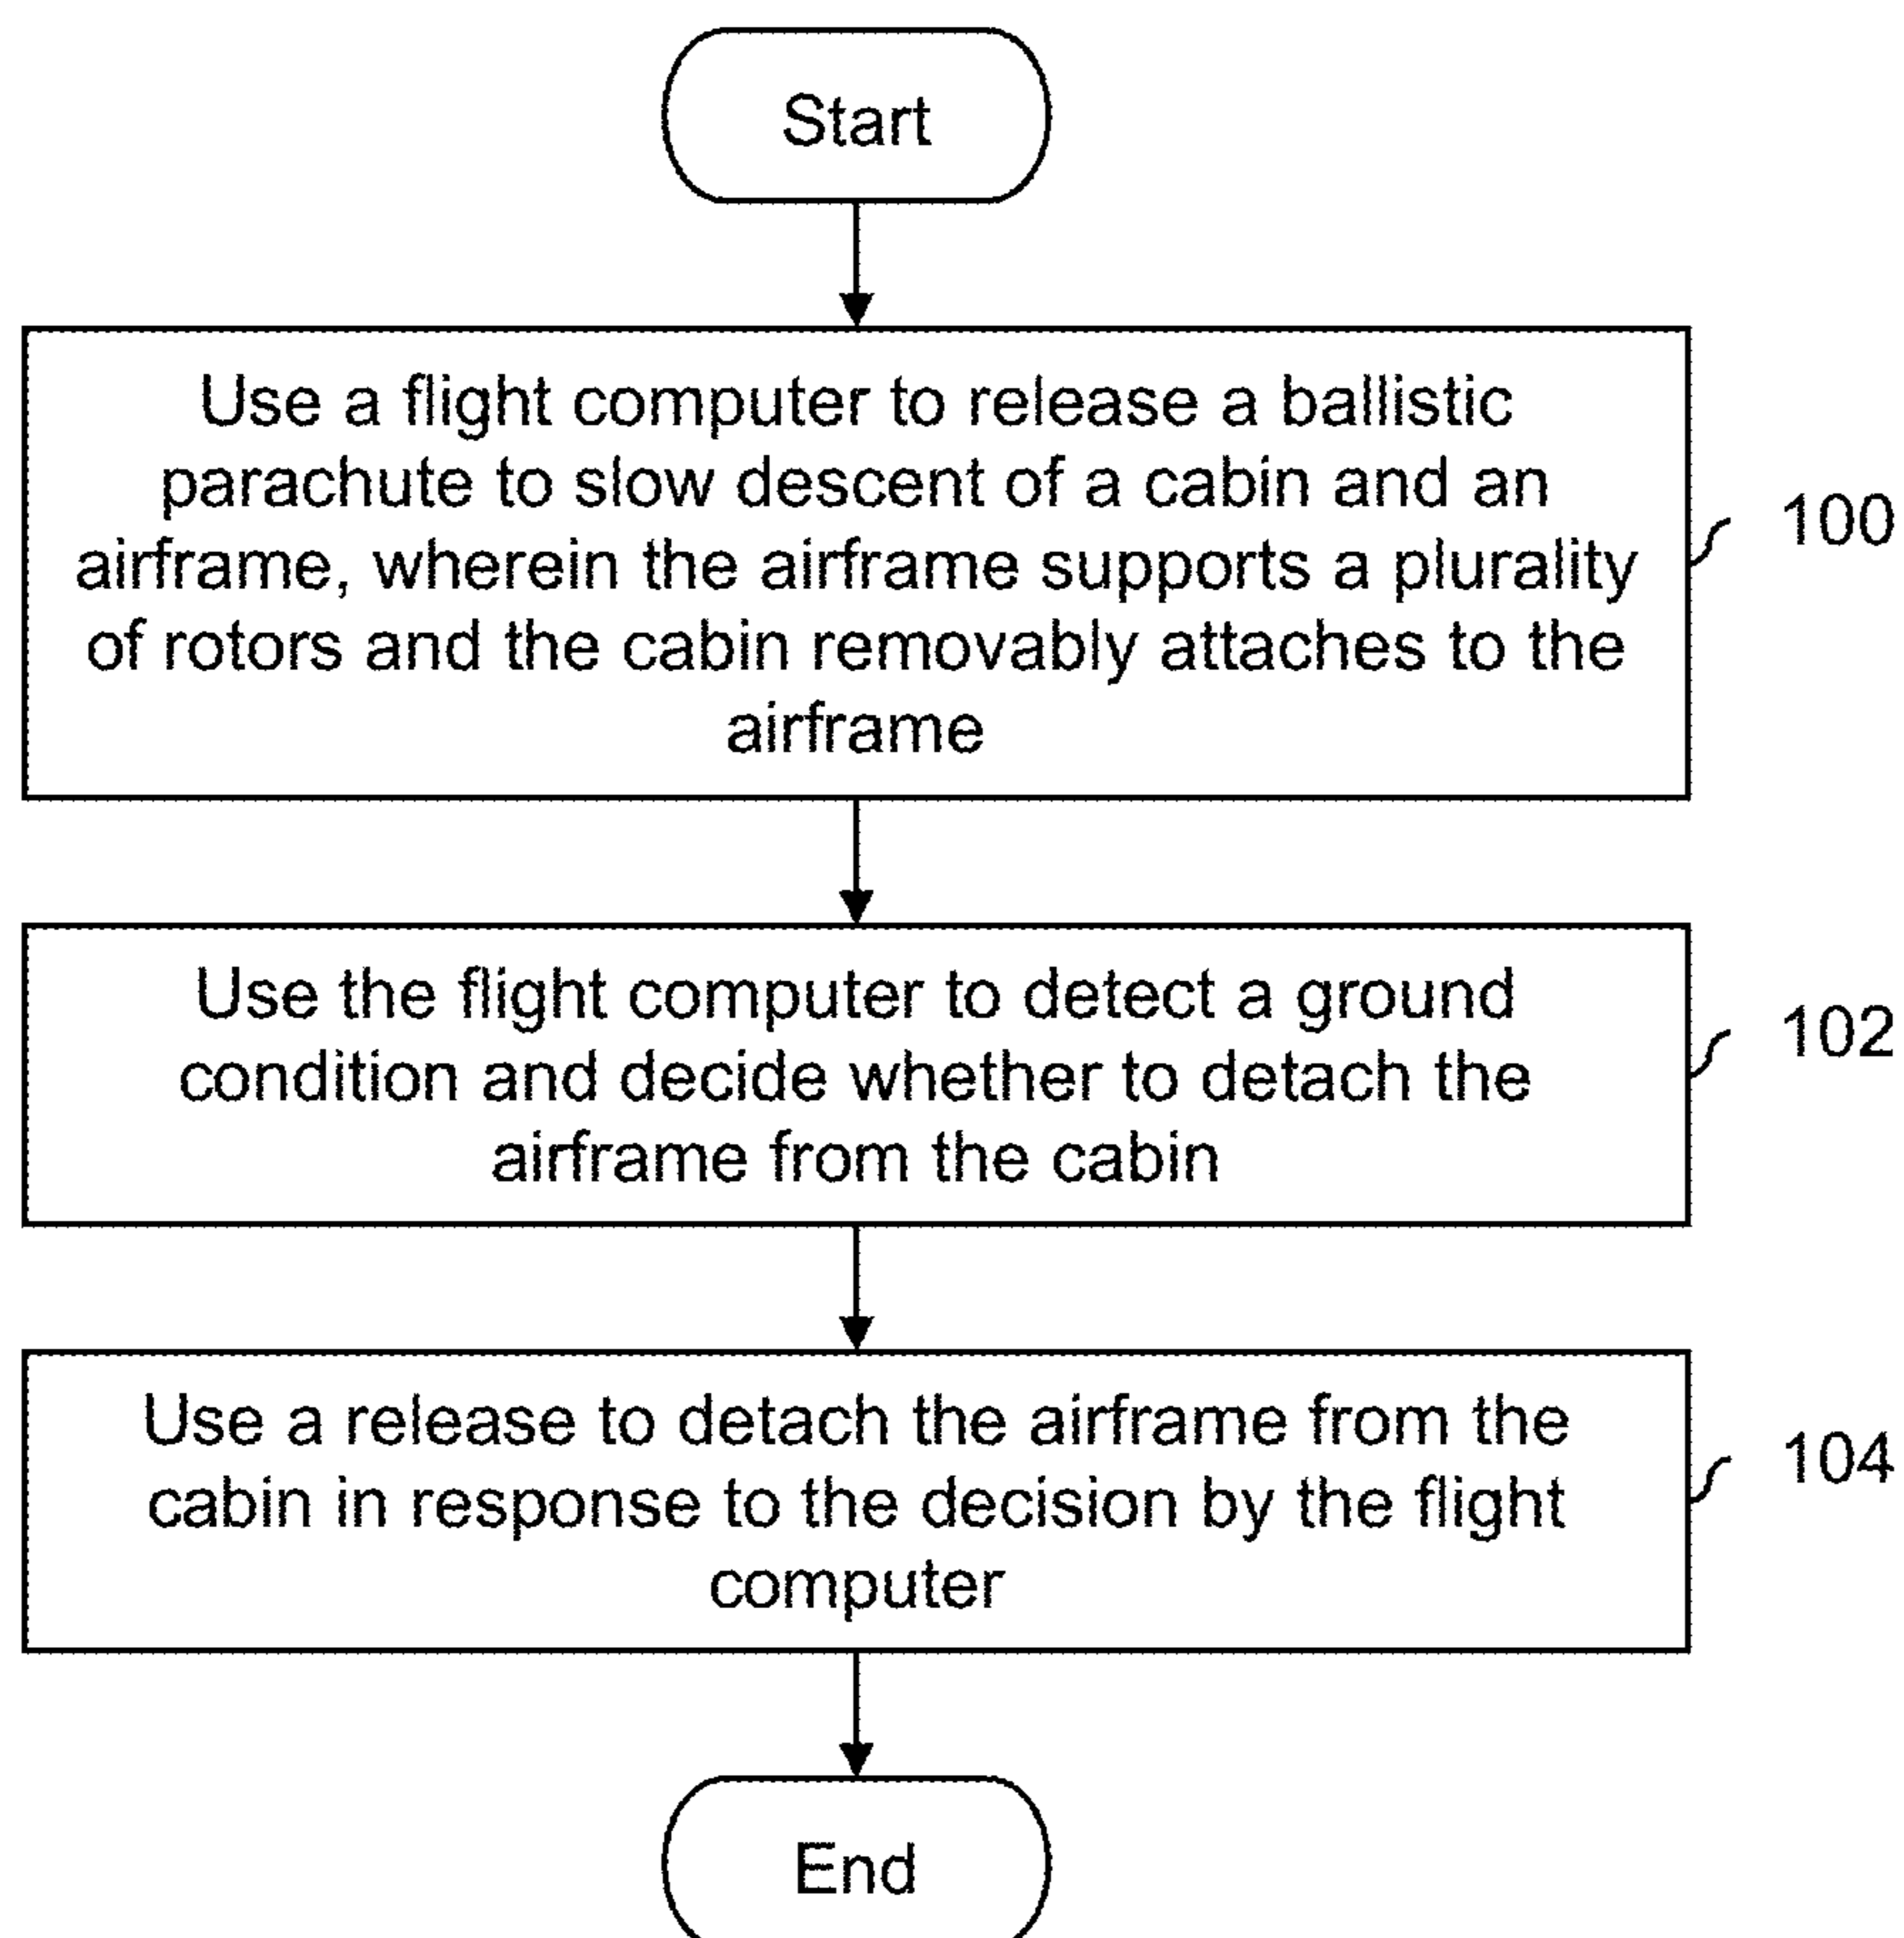 Start
Use a flight computer to release a ballistic
parachute to slow descent of a cabin and an
airframe, wherein the airframe supports a plurality
of rotors and the cabin removably attaches to the
airframe
100
Use the flight computer to detect a ground
condition and decide whether to detach the
airframe from the cabin
102
Use a release to detach the airframe from the
cabin in response to the decision by the flight
computer
104
End